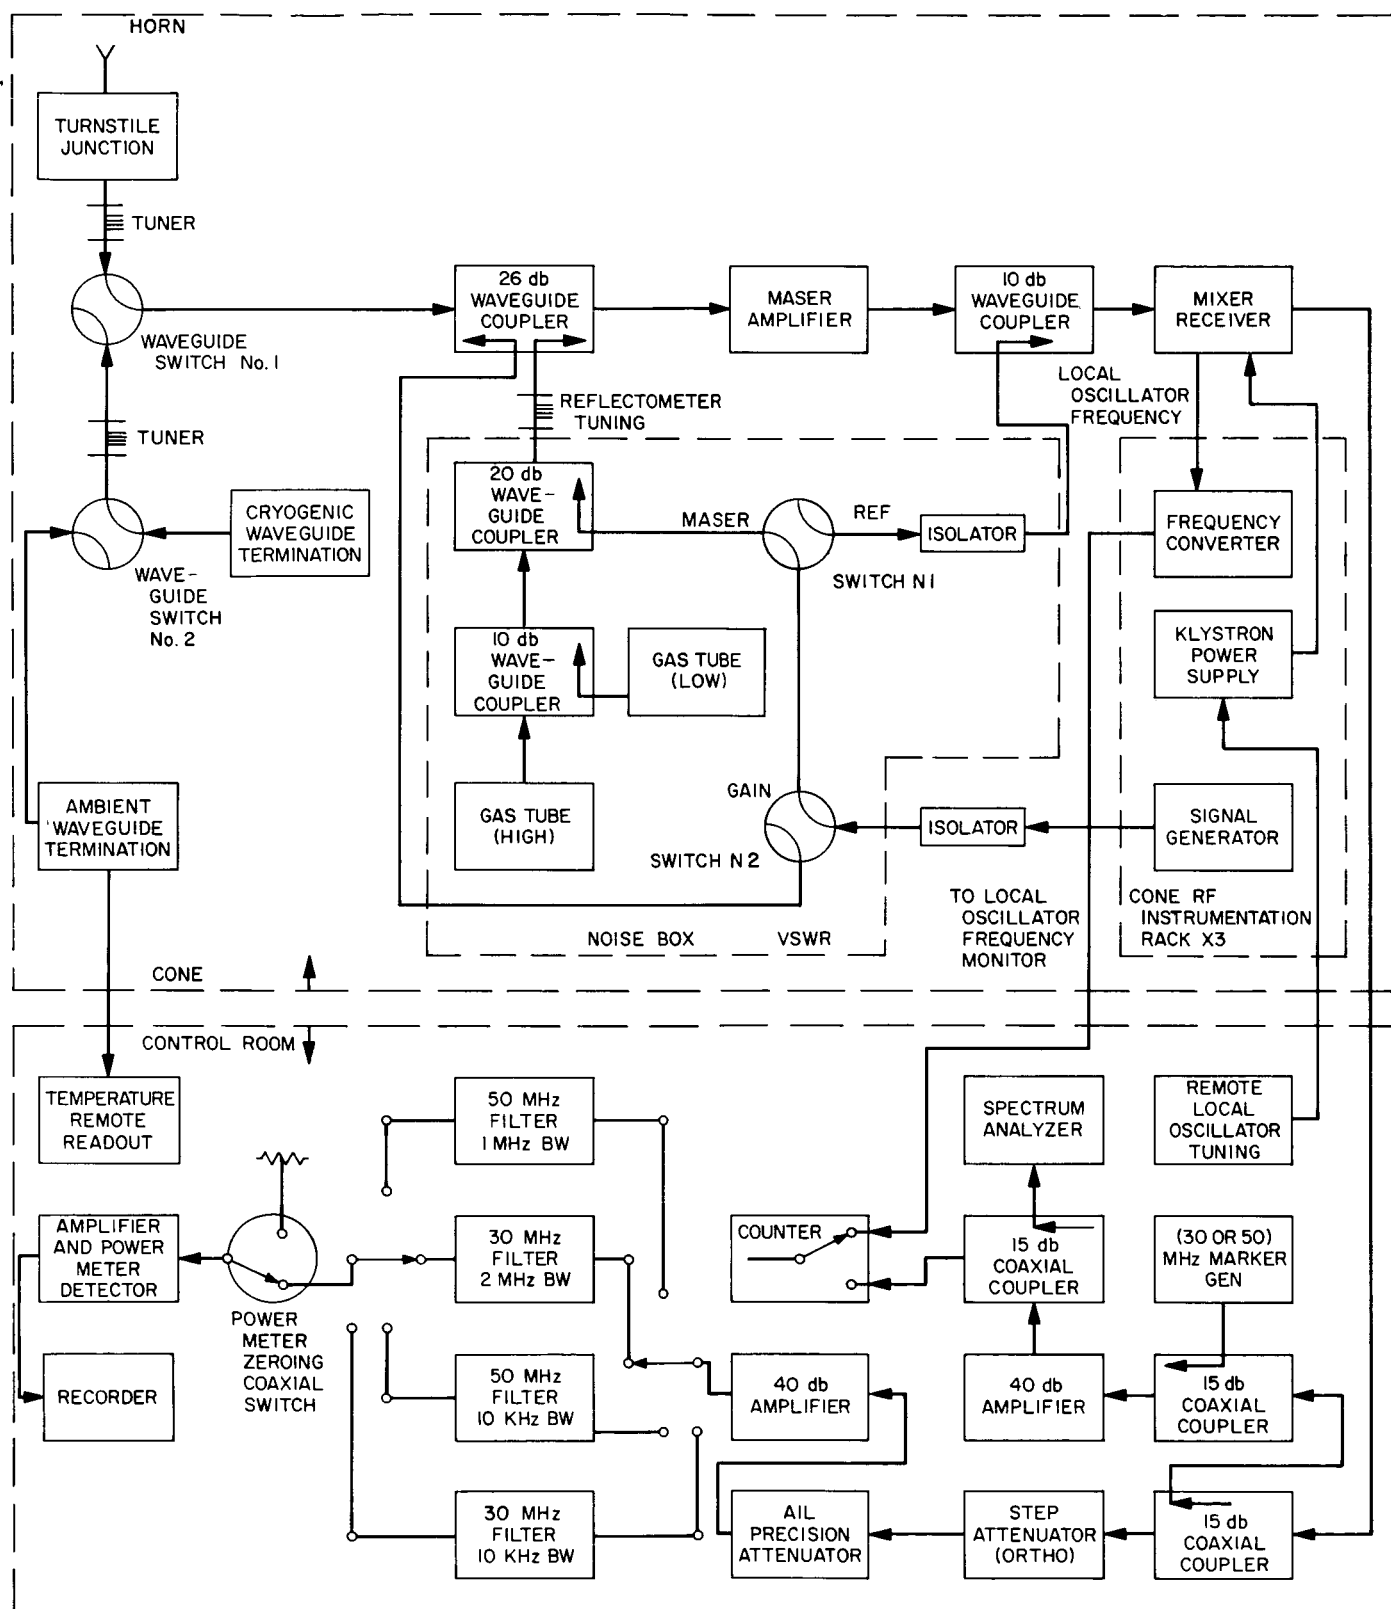 HORN
TURNSTILE
JUNCTION
TUNER
WAVEGUIDE
SWITCH No. 1
26 db
WAVEGUIDE
COUPLER
MASER
AMPLIFIER
10 db
WAVEGUIDE
COUPLER
MIXER
RECEIVER
LOCAL
OSCILLATOR
FREQUENCY
REFLECTOMETER
TUNING
TUNER
CRYOGENIC
WAVEGUIDE
TERMINATION
WAVE-
GUIDE
SWITCH
No. 2
20 db
WAVE-
GUIDE
COUPLER
MASER
REF
ISOLATOR
SWITCH N1
FREQUENCY
CONVERTER
10 db
WAVE-
GUIDE
COUPLER
GAS TUBE
(LOW)
KLYSTRON
POWER
SUPPLY
AMBIENT
WAVEGUIDE
TERMINATION
GAS TUBE
(HIGH)
GAIN
SWITCH N2
ISOLATOR
SIGNAL
GENERATOR
NOISE BOX
VSWR
TO LOCAL
OSCILLATOR
FREQUENCY
MONITOR
CONE RF
INSTRUMENTATION
RACK X3
CONE
CONTROL ROOM
TEMPERATURE
REMOTE
READOUT
50 MHz
FILTER
1 MHz BW
SPECTRUM
ANALYZER
REMOTE
LOCAL
OSCILLATOR
TUNING
AMPLIFIER
AND POWER
METER
DETECTOR
POWER
METER
ZEROING
COAXIAL
SWITCH
30 MHz
FILTER
2 MHz BW
COUNTER
15 db
COAXIAL
COUPLER
(30 OR 50)
MHz MARKER
GEN
RECORDER
50 MHz
FILTER
10 KHz BW
40 db
AMPLIFIER
40 db
AMPLIFIER
15 db
COAXIAL
COUPLER
30 MHz
FILTER
10 KHz BW
AIL
PRECISION
ATTENUATOR
STEP
ATTENUATOR
(ORTHO)
15 db
COAXIAL
COUPLER